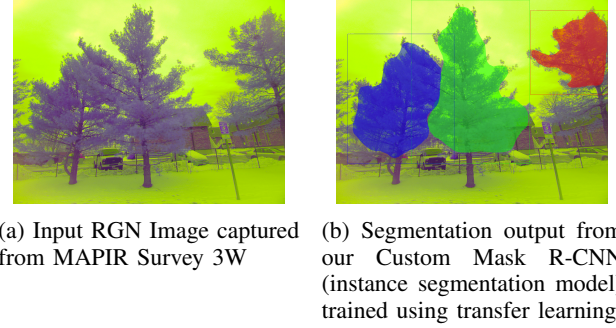 (a) Input RGN Image captured
from MAPIR Survey 3W
(b) Segmentation output from
our Custom Mask R-CNN
(instance segmentation model)
trained using transfer learning.